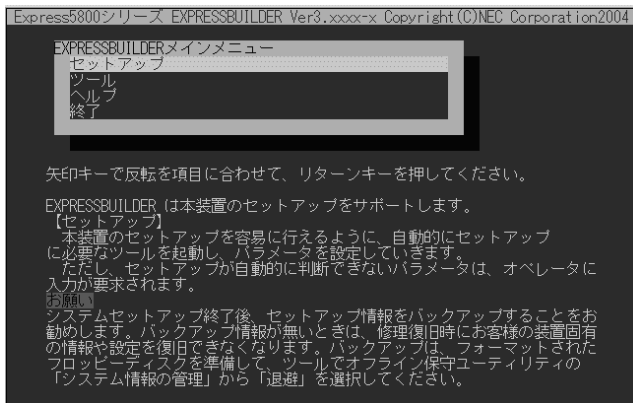 Express5800シリーズ EXPRESSBUILDER Ver3.xxxx-x Copyright(C)NEC Corporation2004
EXPRESSBUILDERメインメニュー
セットアップ
ツール
ヘルプ
終了
矢印キーで反転を項目に合わせて、リターンキーを押してください。
EXPRESSBUILDER は本装置のセットアップをサポートします。
【セットアップ】
本装置のセットアップを容易に行えるように、自動的にセットアップ
に必要なツールを起動し、パラメータを設定していきます。
ただし、セットアップが自動的に判断できないパラメータは、オペレータに
入力が要求されます。
お願い
システムセットアップ終了後、セットアップ情報をバックアップすることをお
勧めします。バックアップ情報が無いときは、修理復旧時にお客様の装置固有
の情報や設定を復旧できなくなります。バックアップは、フォーマットされた
フロッピーディスクを準備して、ツールでオフライン保守ユーティリティの
「システム情報の管理」から「退避」を選択してください。